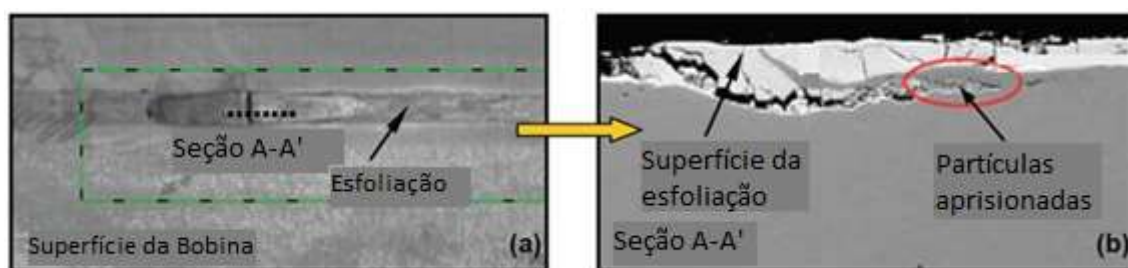 Seção A-A'
Esfoliação
Superfície da Bobina
(a)
Superfície da
esfoliação
Partículas
aprisionadas
Seção A-A'
(b)